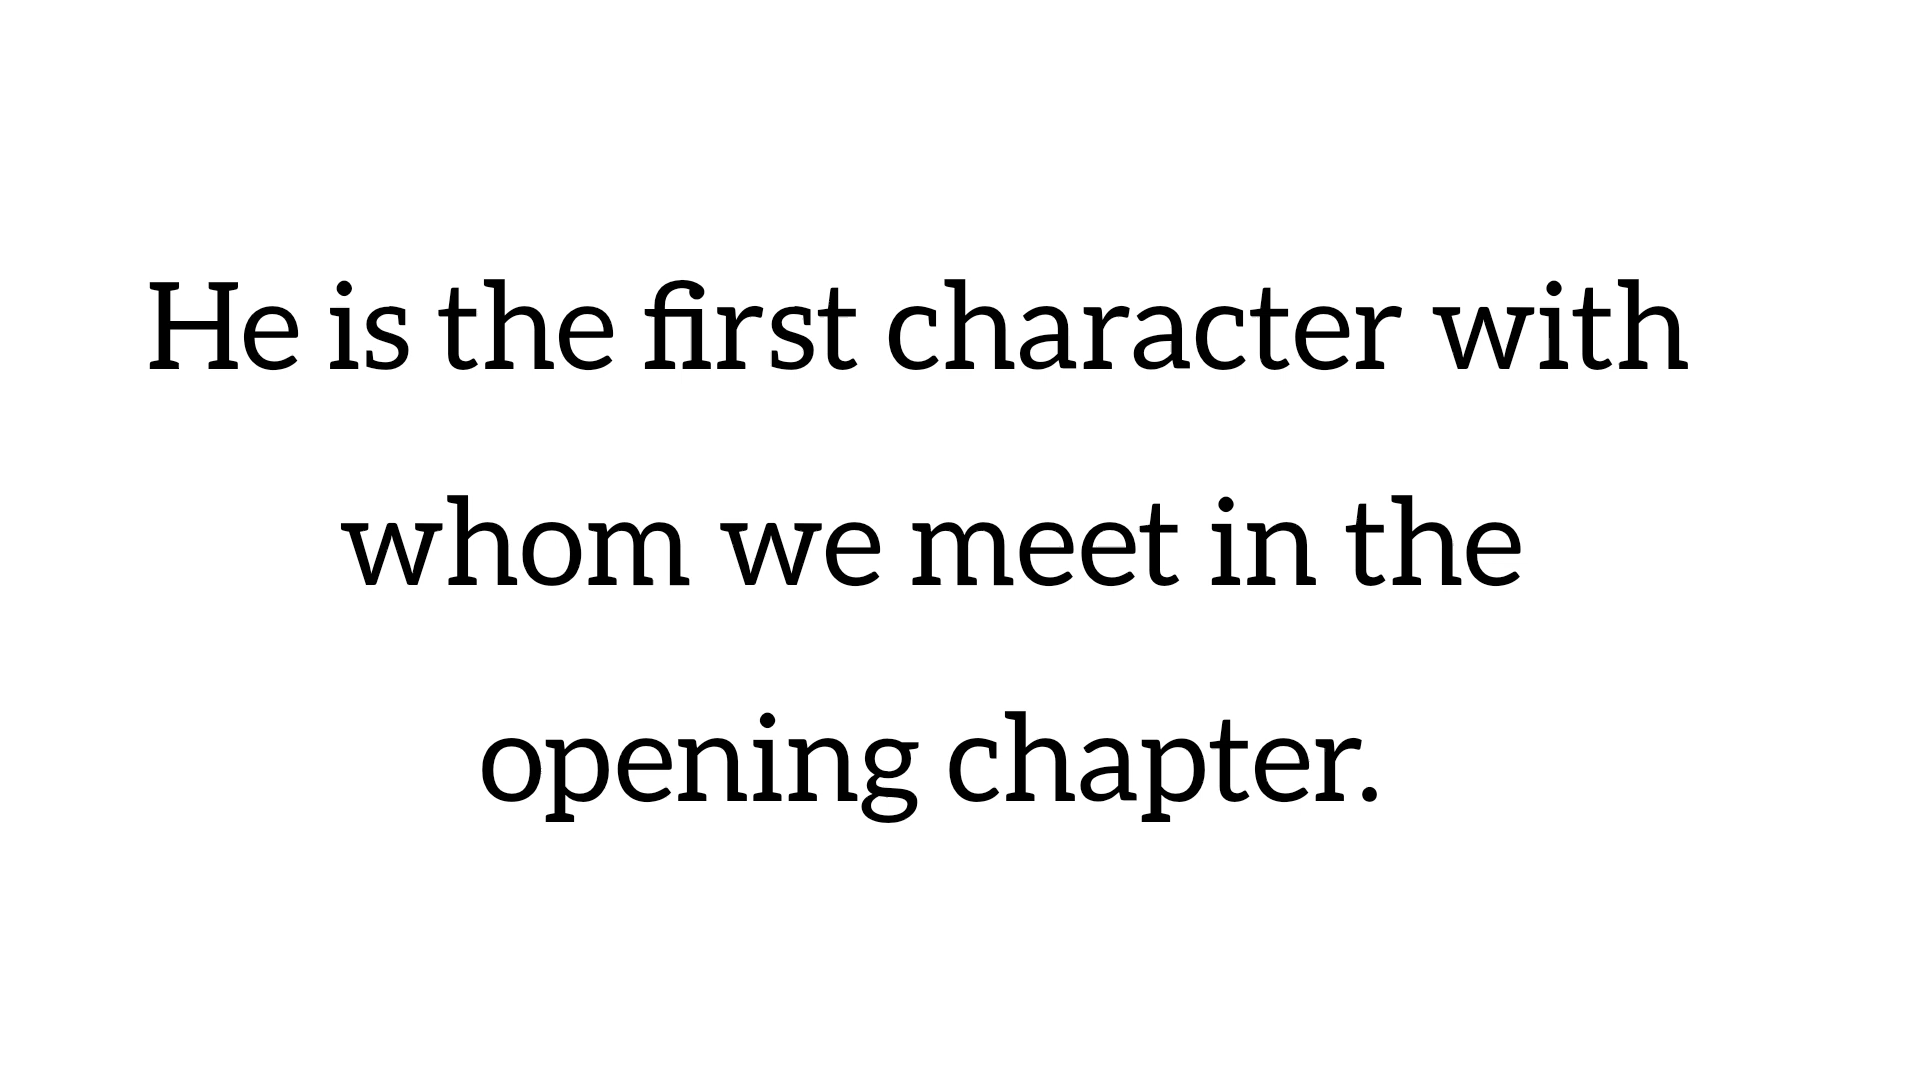 He is the first character with
whom we meet in the
opening chapter.